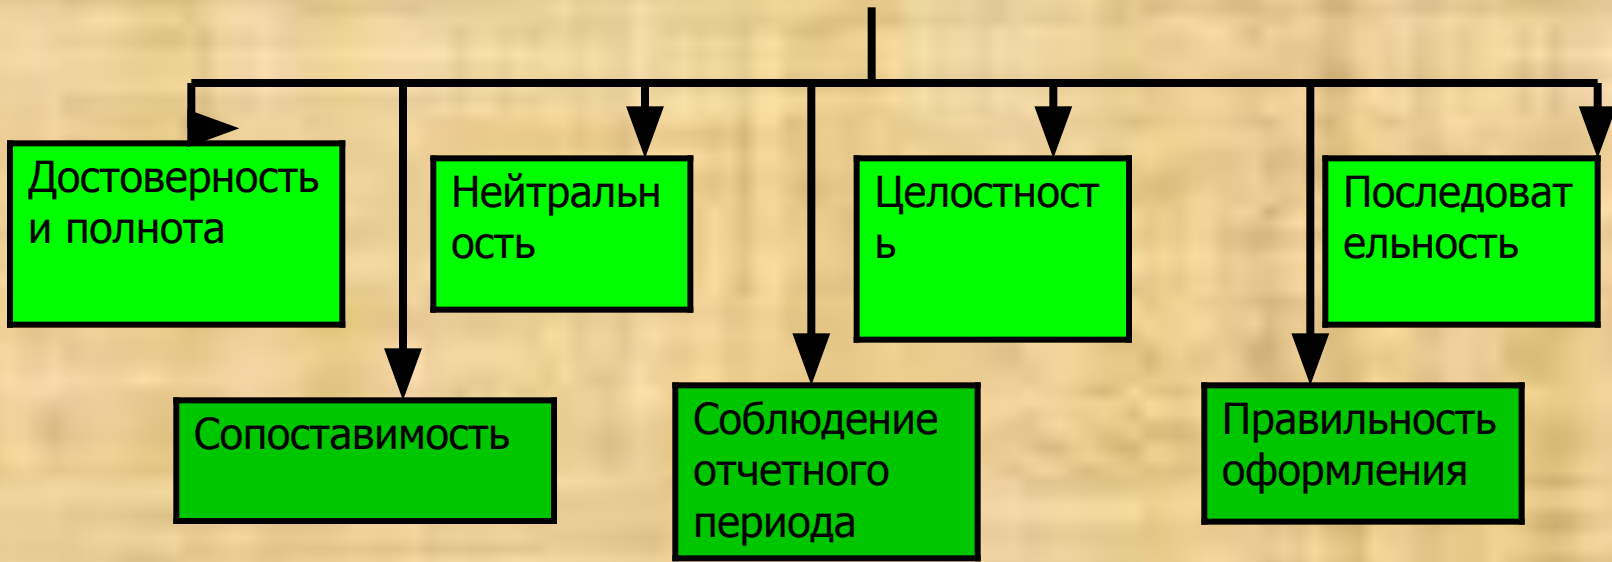 Достоверность
и полнота
Нейтральн
ость
Целостност
ь
Последоват
ельность
Сопоставимость
Соблюдение
отчетного
периода
Правильность
оформления